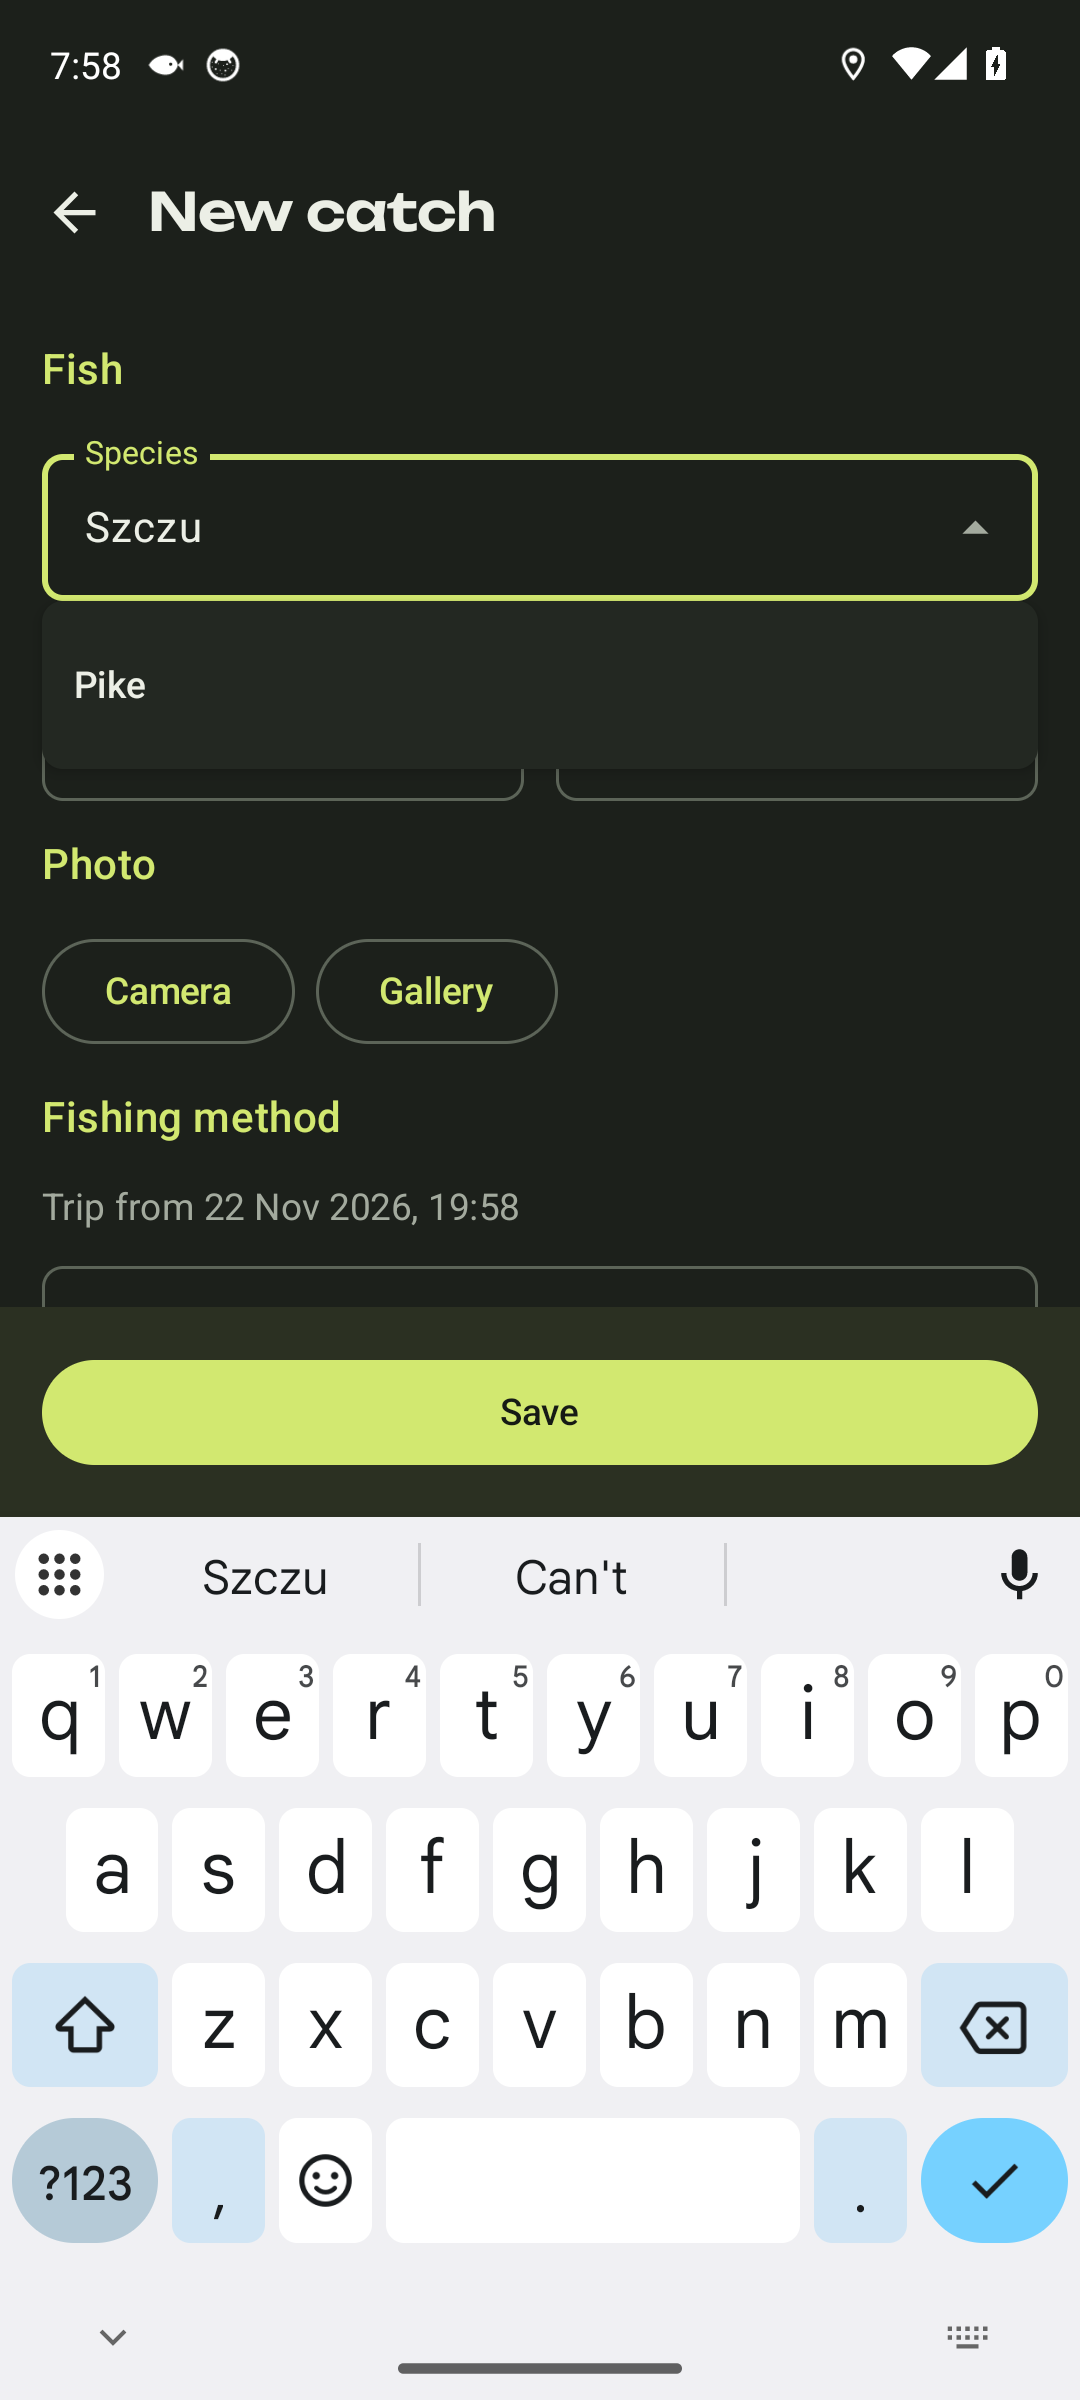 7:58
New catch
Fish
Species
Szczu
Pike
Photo
Camera Gallery
Fishing method
Trip from 22 Nov 2026, 19:58
Save
Szczu Can't
1 2 3 4 5 6 7 8 9 0
q w e r t y u i o p
a s d f g h j k l
z x c v b n m
?123 , .